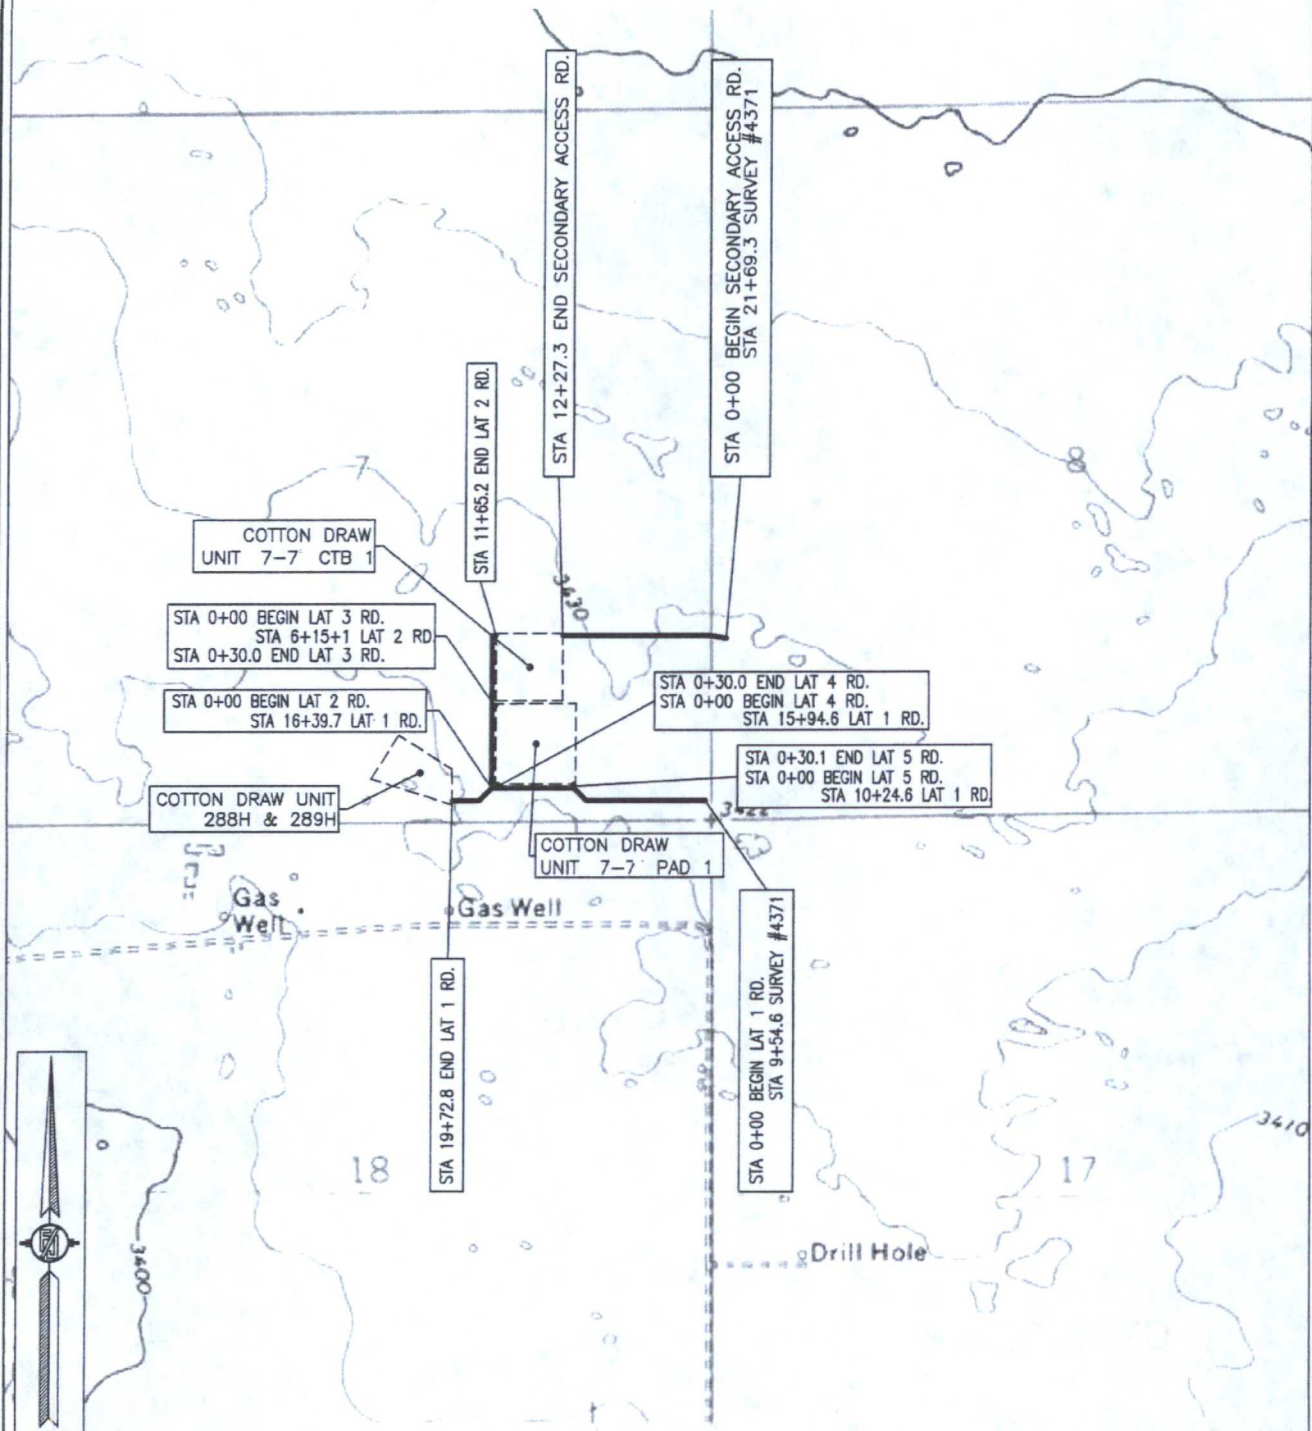 STA 12+27.3 END SECONDARY ACCESS RD.
STA 0+00 BEGIN SECONDARY ACCESS RD.
STA 21+69.3 SURVEY #4371
STA 11+65.2 END LAT 2 RD.
7
COTTON DRAW
UNIT 7-7 CTB 1
3430
STA 0+00 BEGIN LAT 3 RD.
STA 6+15+1 LAT 2 RD
STA 0+30.0 END LAT 3 RD.
STA 0+30.0 END LAT 4 RD.
STA 0+00 BEGIN LAT 4 RD.
STA 15+94.6 LAT 1 RD.
STA 0+00 BEGIN LAT 2 RD.
STA 16+39.7 LAT 1 RD.
STA 0+30.1 END LAT 5 RD.
STA 0+00 BEGIN LAT 5 RD.
STA 10+24.6 LAT 1 RD.
COTTON DRAW UNIT
288H & 289H
3422
COTTON DRAW
UNIT 7-7 PAD 1
Gas
Well
Gas Well
STA 19+72.8 END LAT 1 RD.
STA 0+00 BEGIN LAT 1 RD.
STA 9+54.6 SURVEY #4371
3410
18
17
3400
Drill Hole